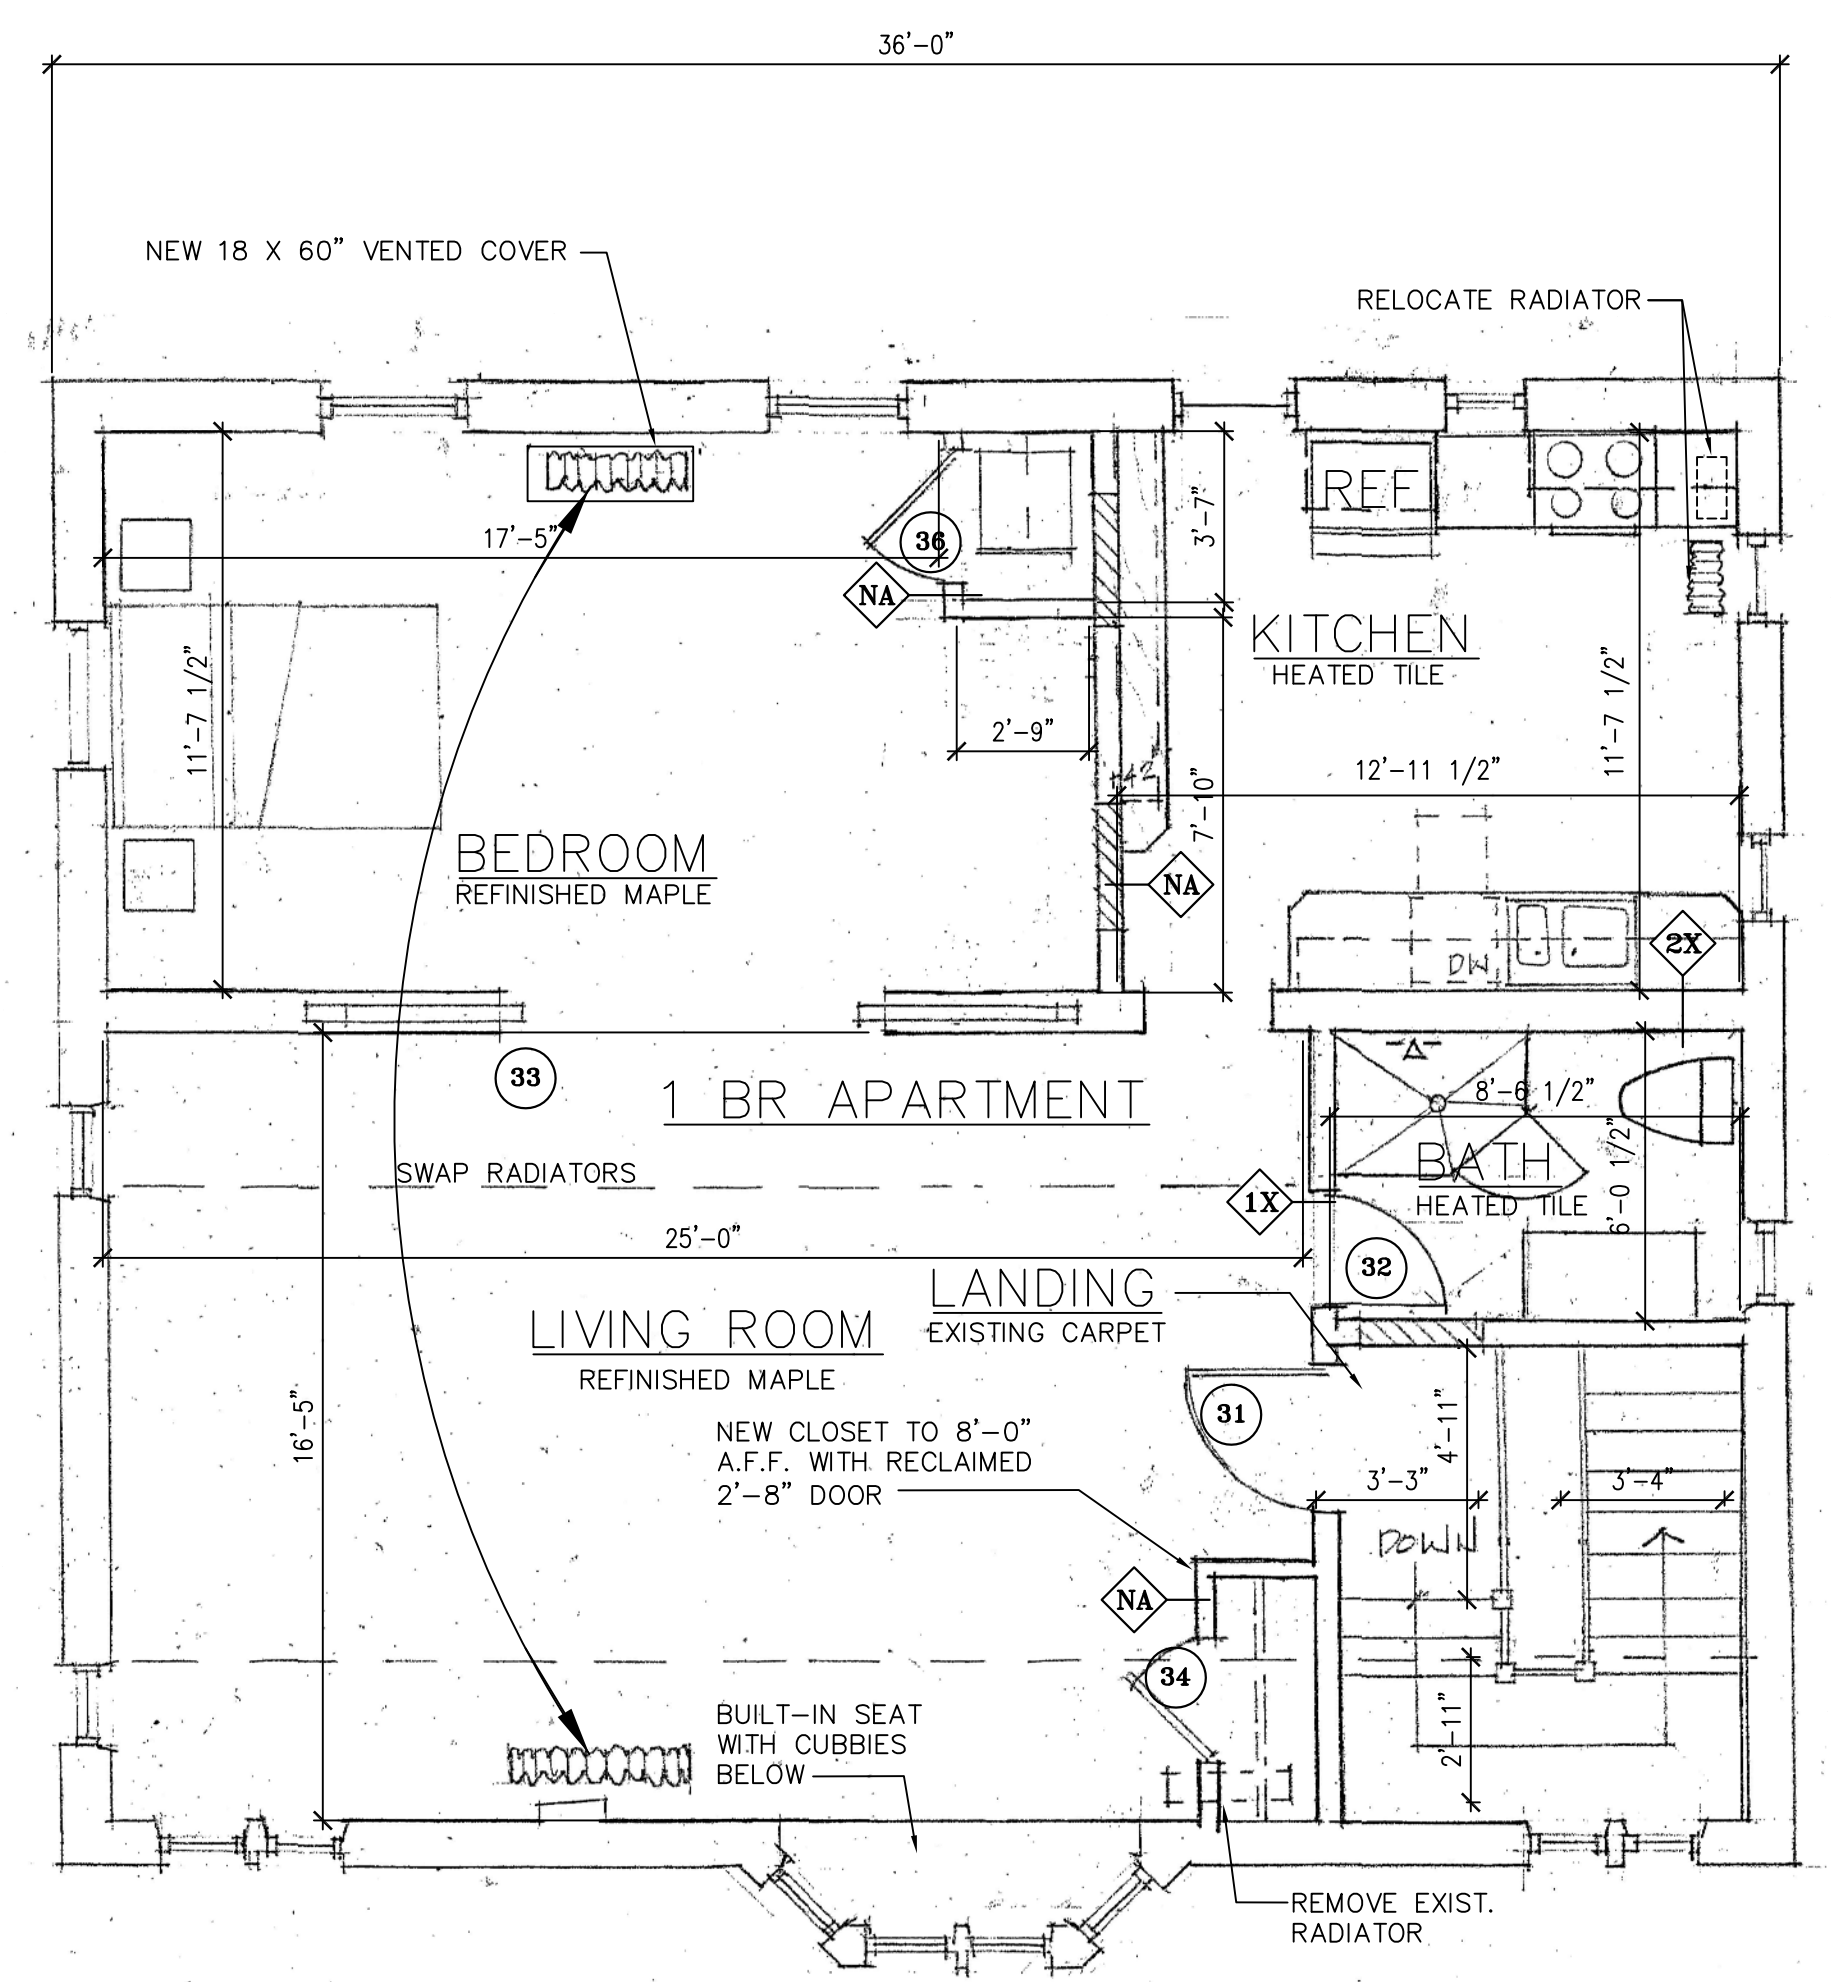 36'-0"
NEW 18 X 60" VENTED COVER
RELOCATE RADIATOR
REF
17'-5"
36
3'-7"
NA
KITCHEN
HEATED TILE
11'-7 1/2"
11'-7 1/2"
2'-9"
12'-11 1/2"
7'-10"
BEDROOM
REFINISHED MAPLE
NA
2X
DW
33
1 BR APARTMENT
8'-6 1/2"
BATH
HEATED TILE
6'-0 1/2"
SWAP RADIATORS
1X
25'-0"
32
LANDING
EXISTING CARPET
LIVING ROOM
REFINISHED MAPLE
16'-5"
31
4'-11"
NEW CLOSET TO 8'-0"
A.F.F. WITH RECLAIMED
2'-8" DOOR
3'-3"
3'-4"
DOWN
NA
34
2'-11"
BUILT-IN SEAT
WITH CUBBIES
BELOW
REMOVE EXIST.
RADIATOR